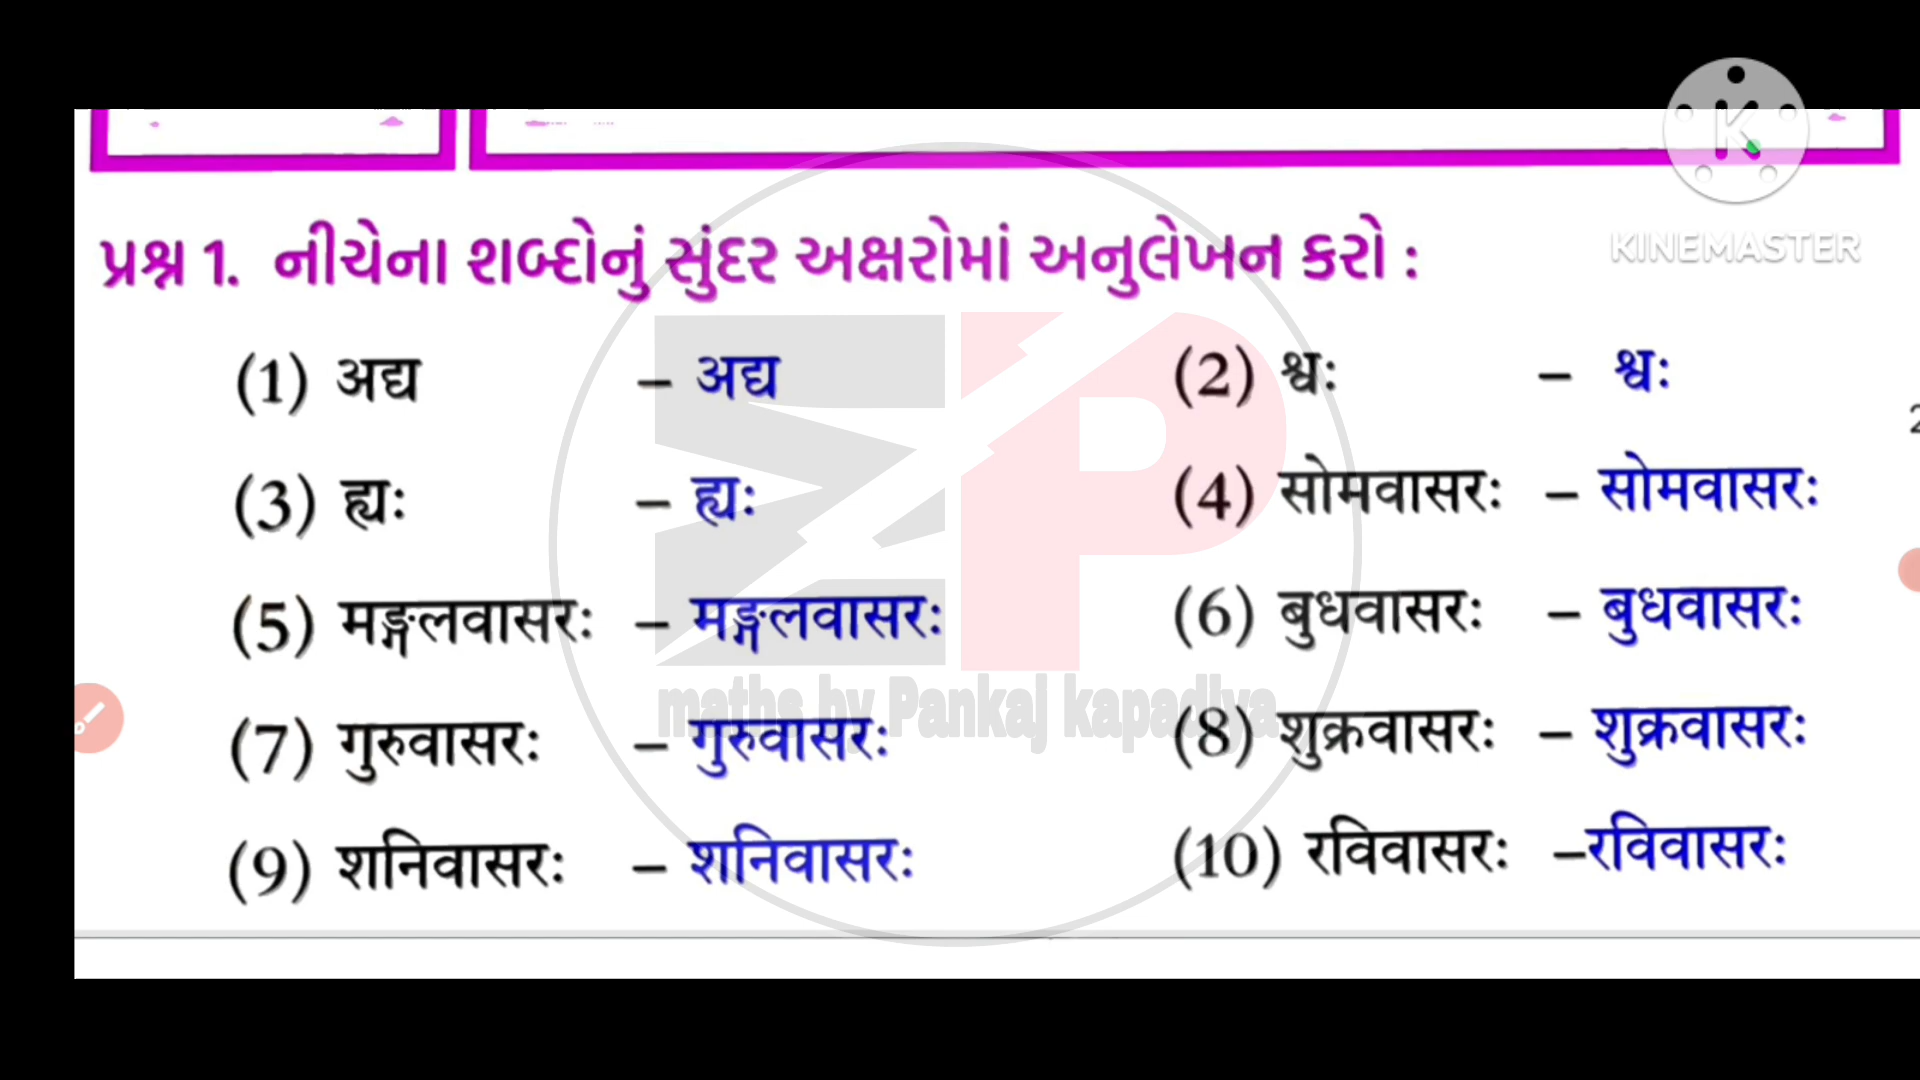 KINEMASTER
પ્રશ્ન 1. નીચેના શબ્દોનું સુંદર અક્ષરોમાં અનુલેખન કરો :
(1) अद्य – अद्य (2) श्वः – श्वः
(3) ह्यः – ह्यः (4) सोमवासरः – सोमवासरः
(5) मङ्गलवासरः – मङ्गलवासरः (6) बुधवासरः – बुधवासरः
maths by Pankaj kapadiya
(7) गुरुवासरः – गुरुवासरः (8) शुक्रवासरः – शुक्रवासरः
(9) शनिवासरः – शनिवासरः (10) रविवासरः –रविवासरः